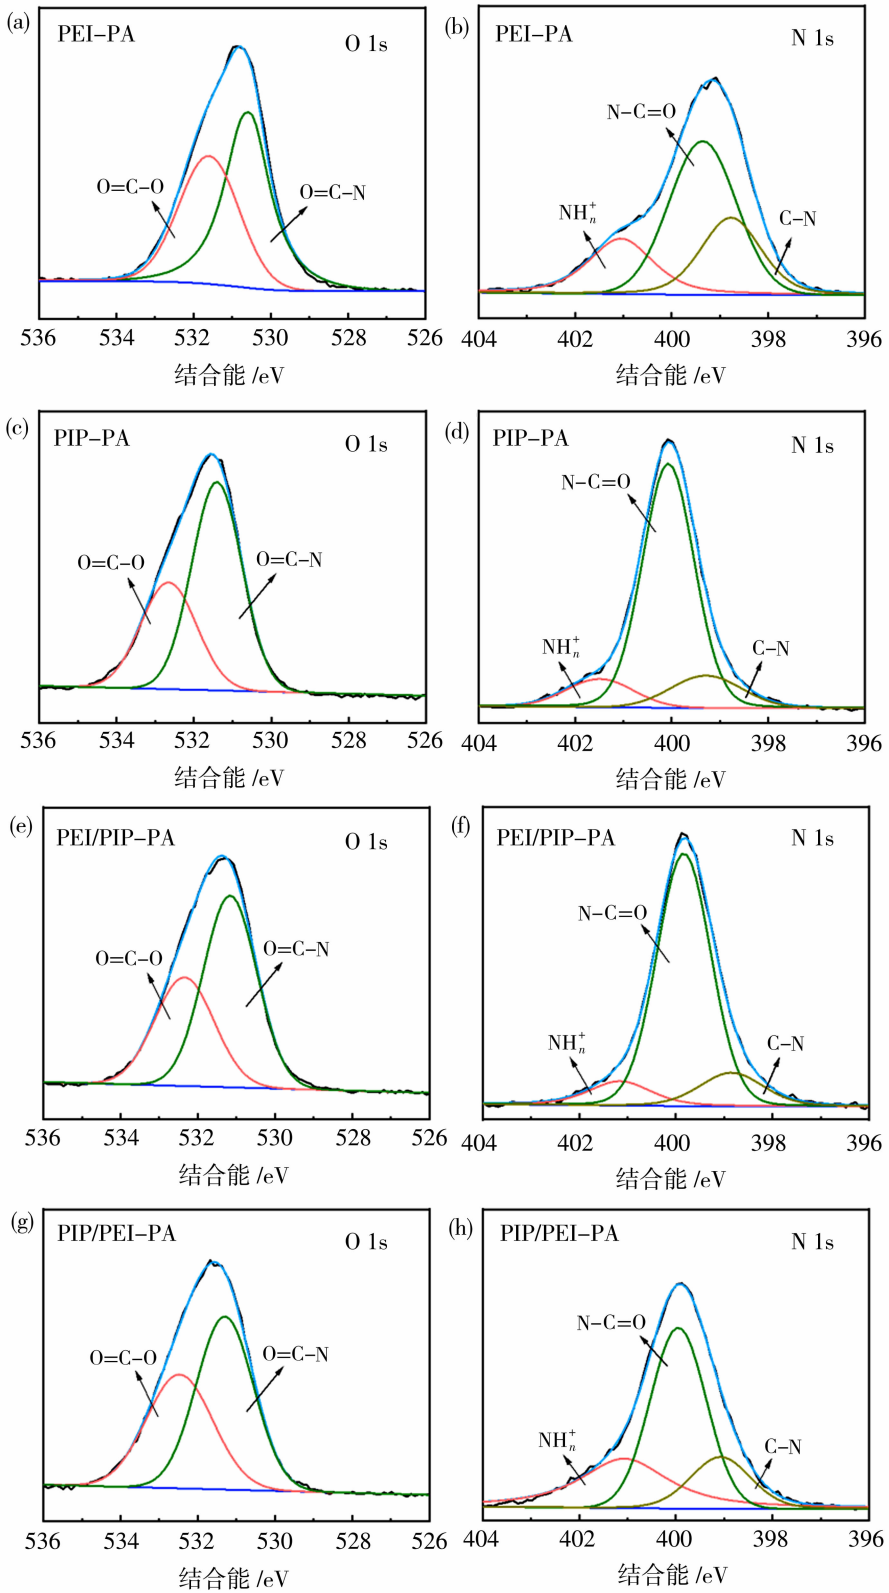 (a) PEI–PA O 1s
O=C–O
O=C–N
536 534 532 530 528 526
结合能 /eV
(b) PEI–PA N 1s
N–C=O
NHₙ⁺
C–N
404 402 400 398 396
结合能 /eV
(c) PIP–PA O 1s
O=C–O
O=C–N
536 534 532 530 528 526
结合能 /eV
(d) PIP–PA N 1s
N–C=O
NHₙ⁺
C–N
404 402 400 398 396
结合能 /eV
(e) PEI/PIP–PA O 1s
O=C–O
O=C–N
536 534 532 530 528 526
结合能 /eV
(f) PEI/PIP–PA N 1s
N–C=O
NHₙ⁺
C–N
404 402 400 398 396
结合能 /eV
(g) PIP/PEI–PA O 1s
O=C–O
O=C–N
536 534 532 530 528 526
结合能 /eV
(h) PIP/PEI–PA N 1s
N–C=O
NHₙ⁺
C–N
404 402 400 398 396
结合能 /eV